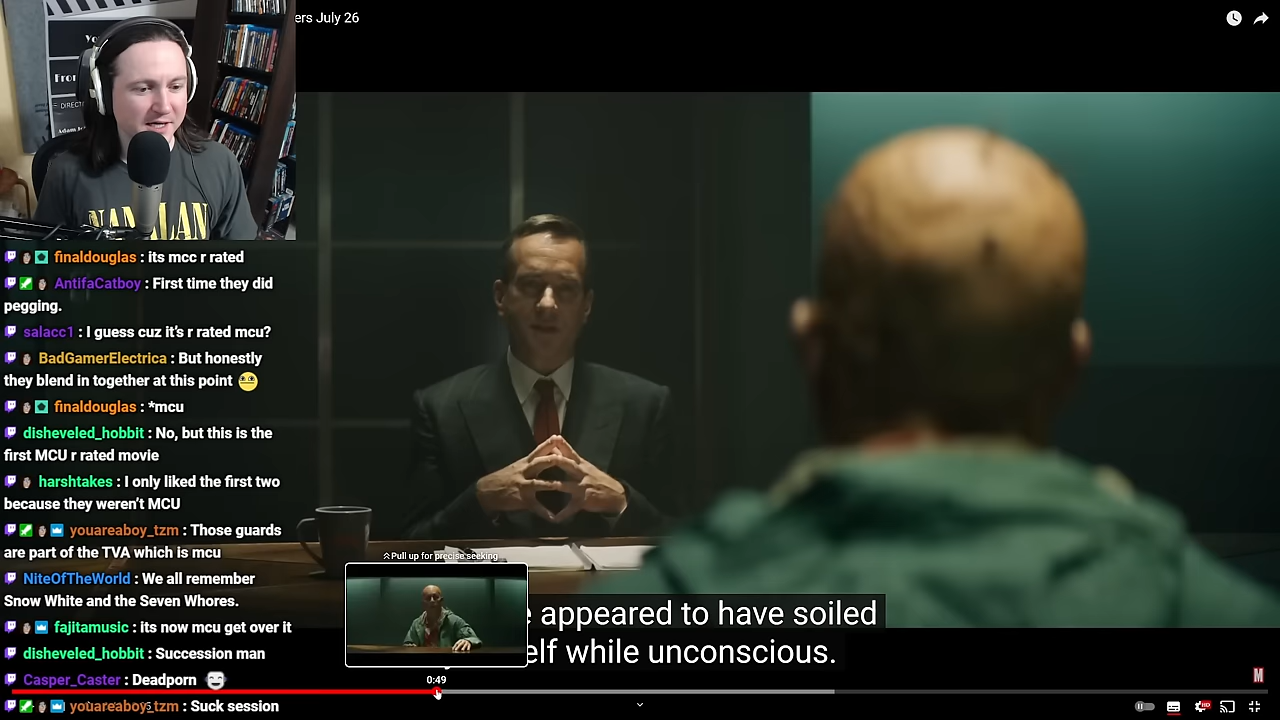 ers July 26
DIRECT
finaldouglas : its mcc r rated
AntifaCatboy : First time they did
pegging.
salacc1 : I guess cuz it's r rated mcu?
BadGamerElectrica : But honestly
they blend in together at this point
finaldouglas : *mcu
disheveled_hobbit : No, but this is the
first MCU r rated movie
harshtakes : I only liked the first two
because they weren't MCU
youareaboy_tzm : Those guards
are part of the TVA which is mcu
NiteOfTheWorld : We all remember
Snow White and the Seven Whores.
fajitamusic : its now mcu get over it
disheveled_hobbit : Succession man
Casper_Caster : Deadporn
youareaboy_tzm : Suck session
Pull up for precise seeking
appeared to have soiled
elf while unconscious.
0:49
M
HD